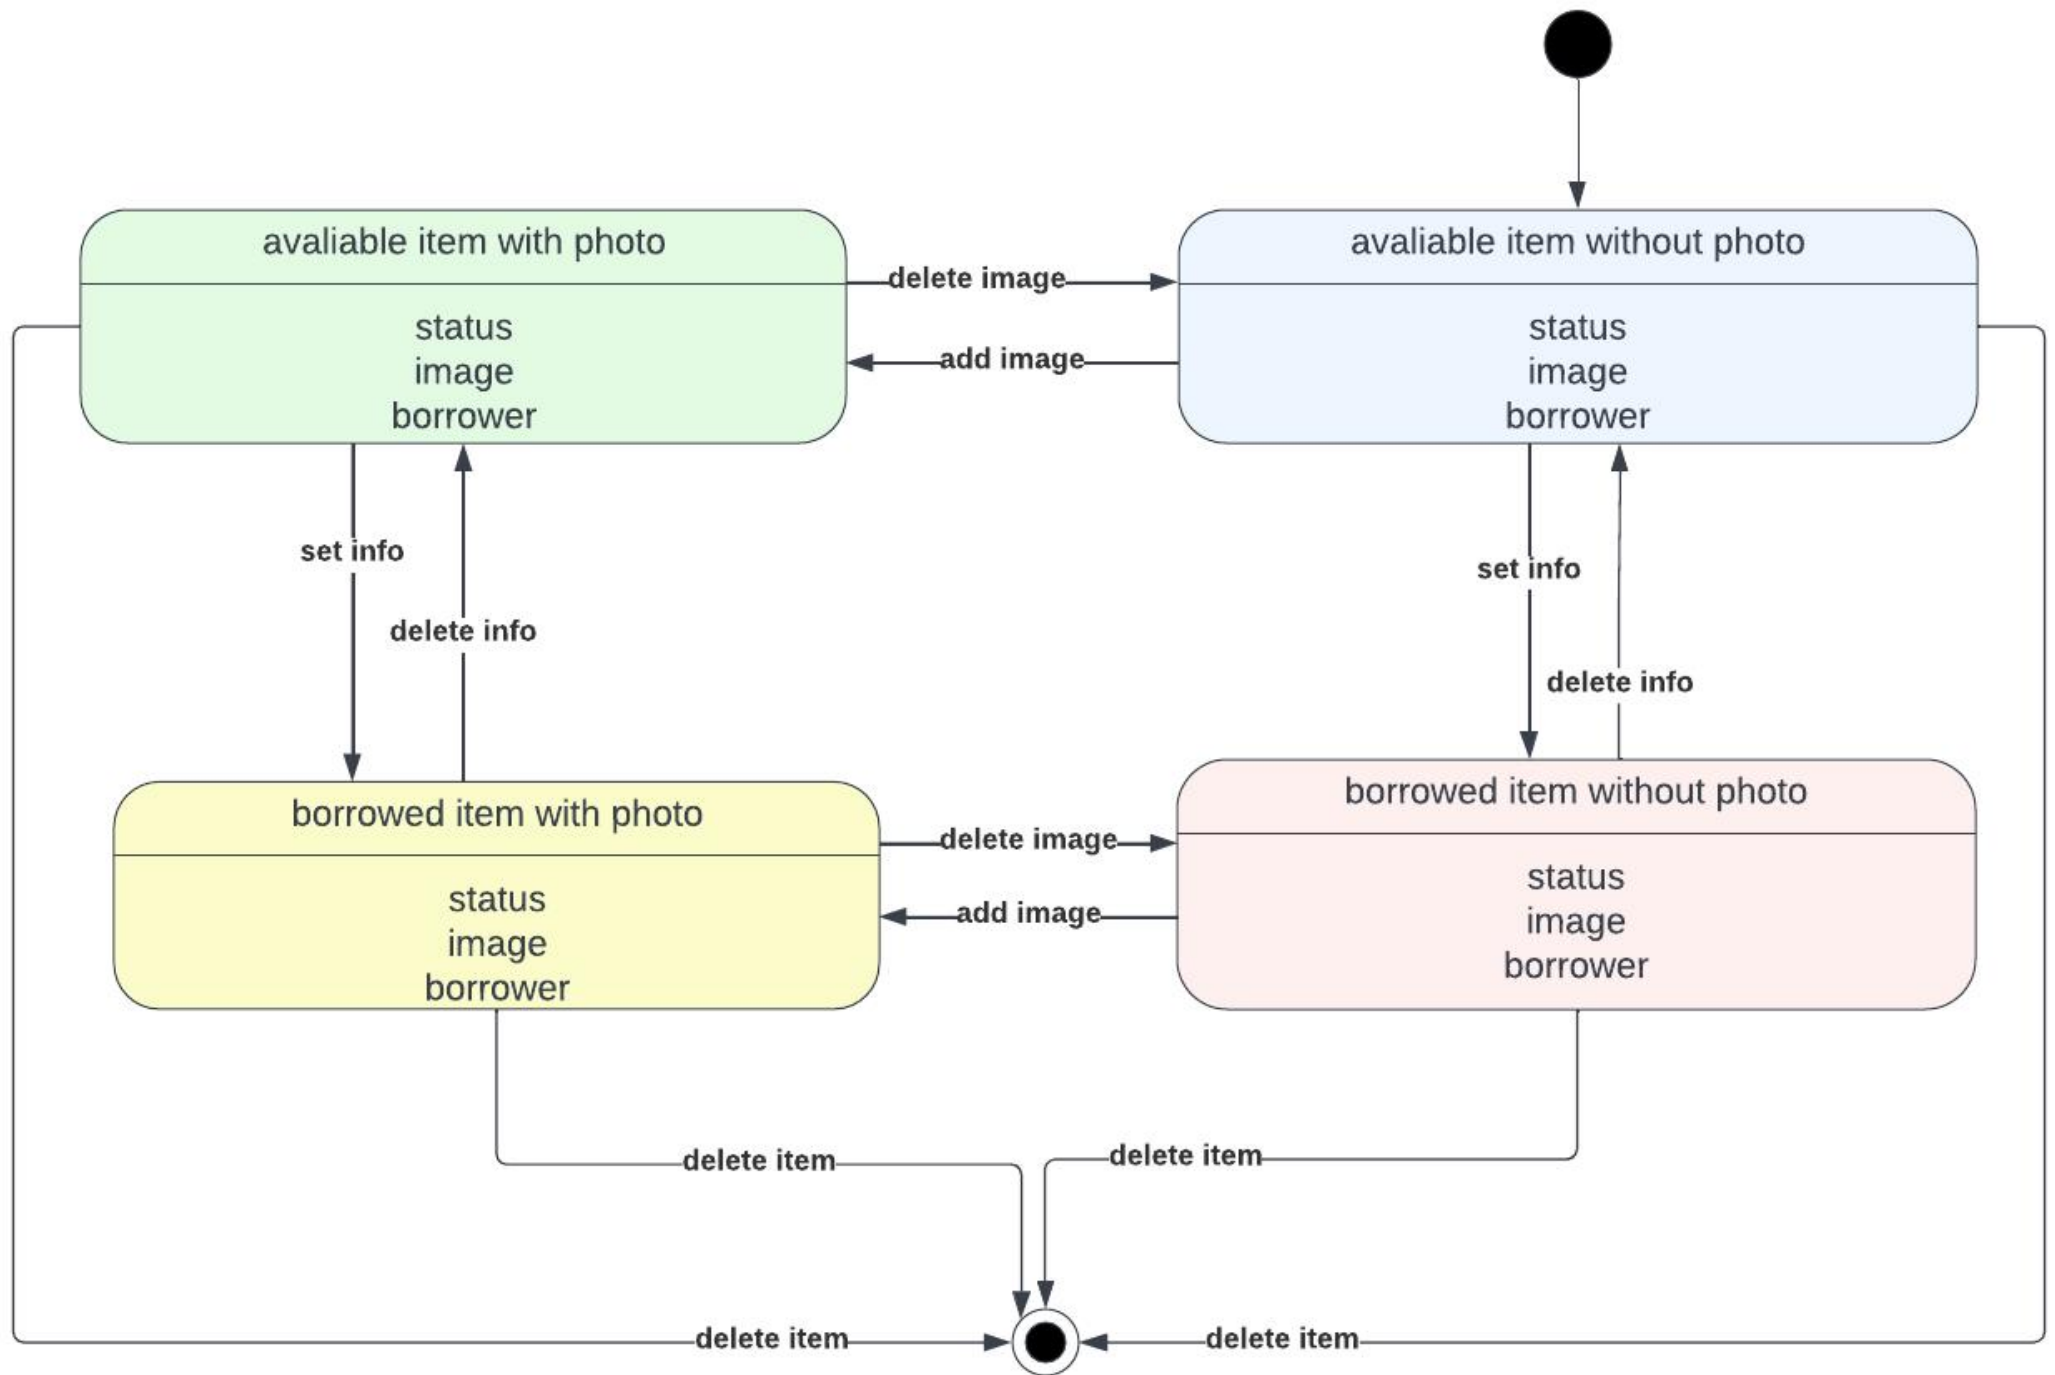 avaliable item with photo
status
image
borrower
delete image
add image
avaliable item without photo
status
image
borrower
set info
delete info
set info
delete info
borrowed item with photo
status
image
borrower
delete image
add image
borrowed item without photo
status
image
borrower
delete item
delete item
delete item
delete item